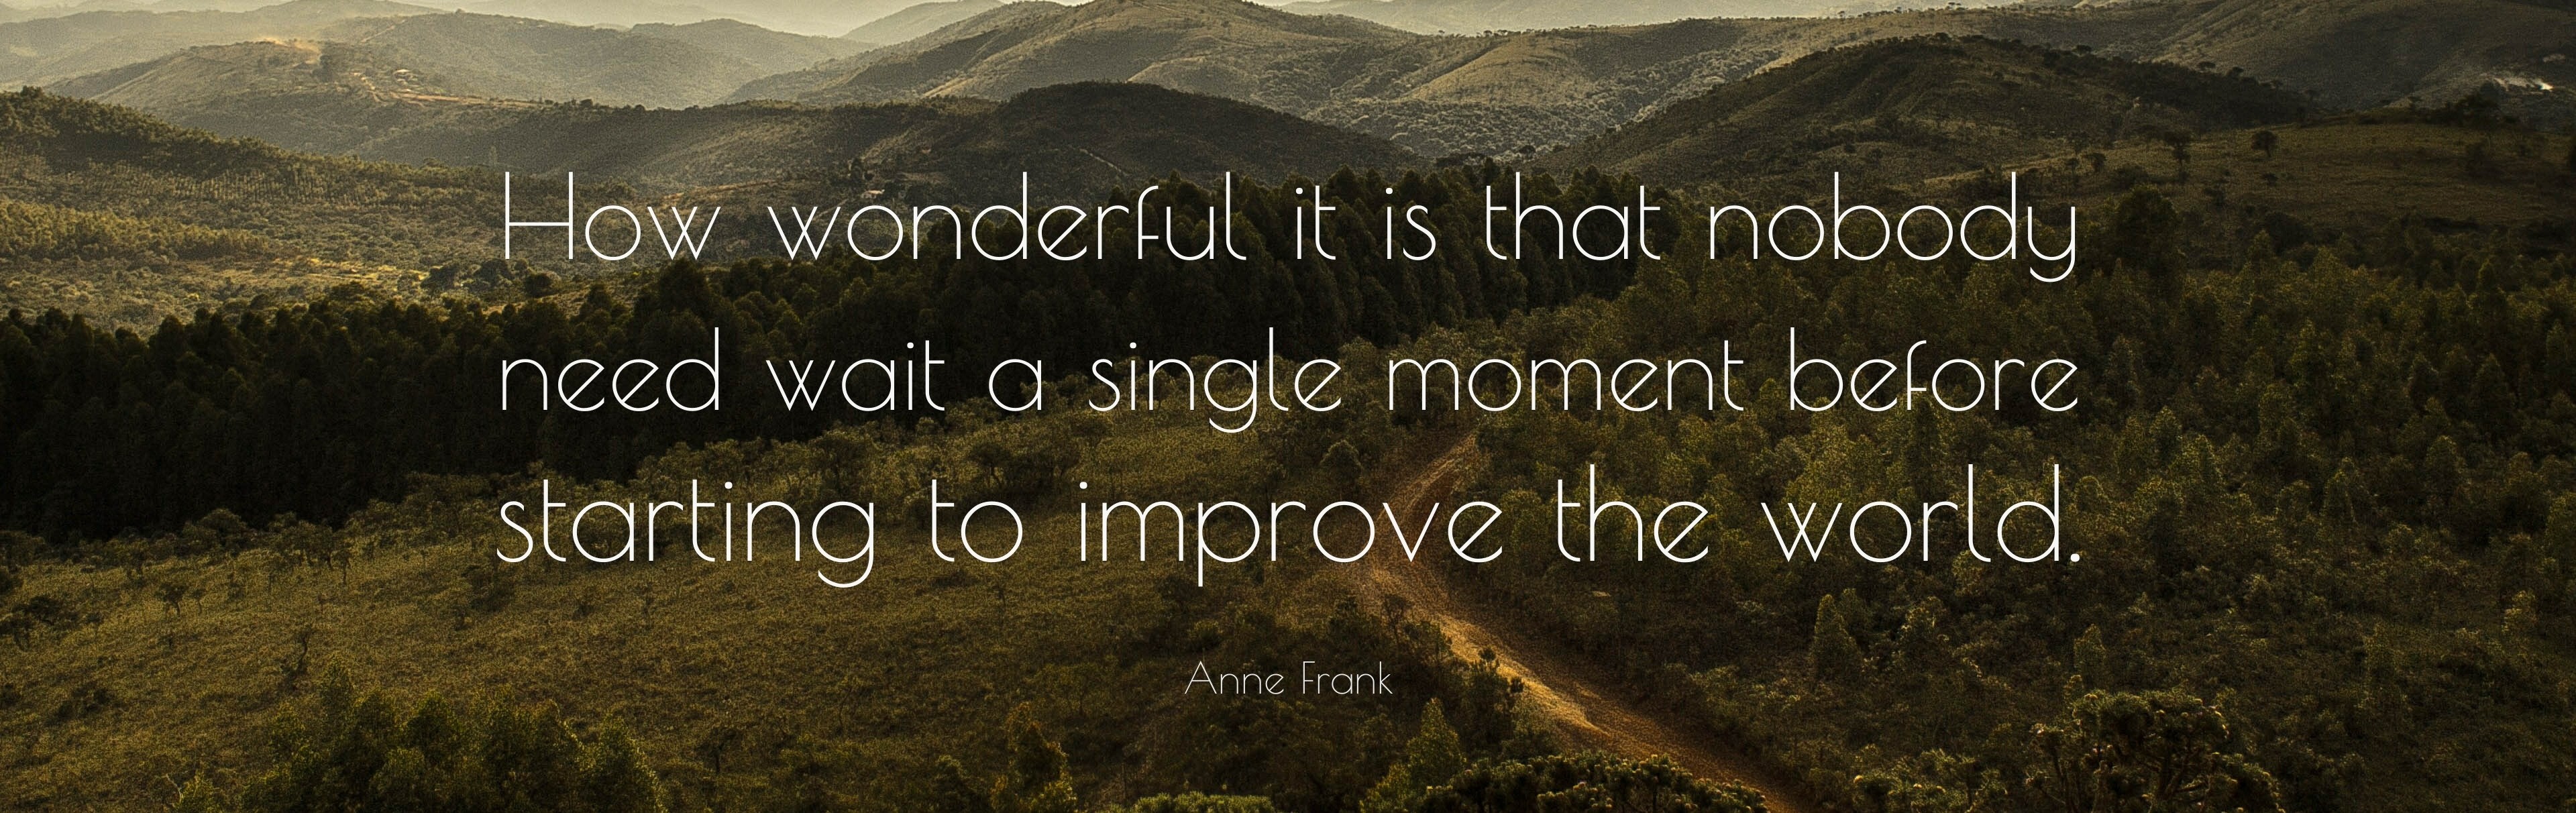 How wonderful it is that nobody
need wait a single moment before
starting to improve the world.
Anne Frank